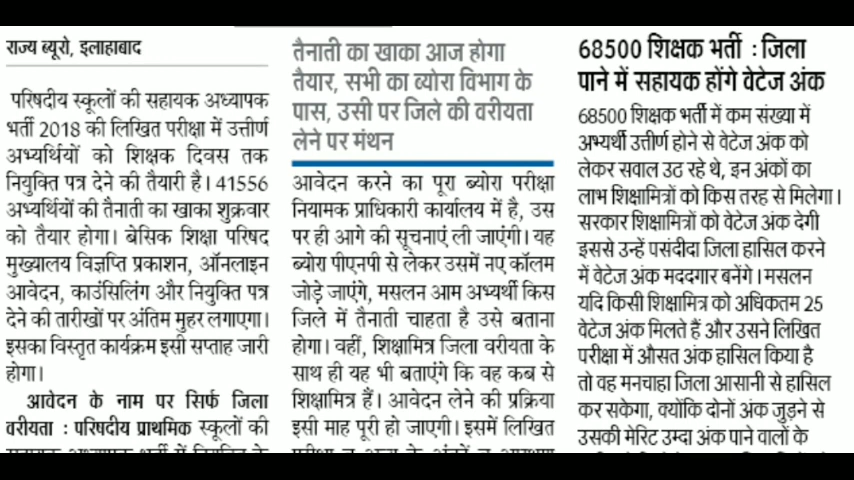 राज्य ब्यूरो, इलाहाबाद
परिषदीय स्कूलों की सहायक अध्यापक
भर्ती 2018 की लिखित परीक्षा में उत्तीर्ण
अभ्यर्थियों को शिक्षक दिवस तक
नियुक्ति पत्र देने की तैयारी है। 41556
अभ्यर्थियों की तैनाती का खाका शुक्रवार
को तैयार होगा। बेसिक शिक्षा परिषद
मुख्यालय विज्ञप्ति प्रकाशन, ऑनलाइन
आवेदन, काउंसिलिंग और नियुक्ति पत्र
देने की तारीखों पर अंतिम मुहर लगाएगा।
इसका विस्तृत कार्यक्रम इसी सप्ताह जारी
होगा।
आवेदन के नाम पर सिर्फ जिला
वरीयता : परिषदीय प्राथमिक स्कूलों की
तैनाती का खाका आज होगा
तैयार, सभी का ब्योरा विभाग के
पास, उसी पर जिले की वरीयता
लेने पर मंथन
आवेदन करने का पूरा ब्योरा परीक्षा
नियामक प्राधिकारी कार्यालय में है, उस
पर ही आगे की सूचनाएं ली जाएंगी। यह
ब्योरा पीएनपी से लेकर उसमें नए कॉलम
जोड़े जाएंगे, मसलन आम अभ्यर्थी किस
जिले में तैनाती चाहता है उसे बताना
होगा। वहीं, शिक्षामित्र जिला वरीयता के
साथ ही यह भी बताएंगे कि वह कब से
शिक्षामित्र हैं। आवेदन लेने की प्रक्रिया
इसी माह पूरी हो जाएगी। इसमें लिखित
68500 शिक्षक भर्ती : जिला
पाने में सहायक होंगे वेटेज अंक
68500 शिक्षक भर्ती में कम संख्या में
अभ्यर्थी उत्तीर्ण होने से वेटेज अंक को
लेकर सवाल उठ रहे थे, इन अंकों का
लाभ शिक्षामित्रों को किस तरह से मिलेगा।
सरकार शिक्षामित्रों को वेटेज अंक देगी
इससे उन्हें पसंदीदा जिला हासिल करने
में वेटेज अंक मददगार बनेंगे। मसलन
यदि किसी शिक्षामित्र को अधिकतम 25
वेटेज अंक मिलते हैं और उसने लिखित
परीक्षा में औसत अंक हासिल किया है
तो वह मनचाहा जिला आसानी से हासिल
कर सकेगा, क्योंकि दोनों अंक जुड़ने से
उसकी मेरिट उम्दा अंक पाने वालों के